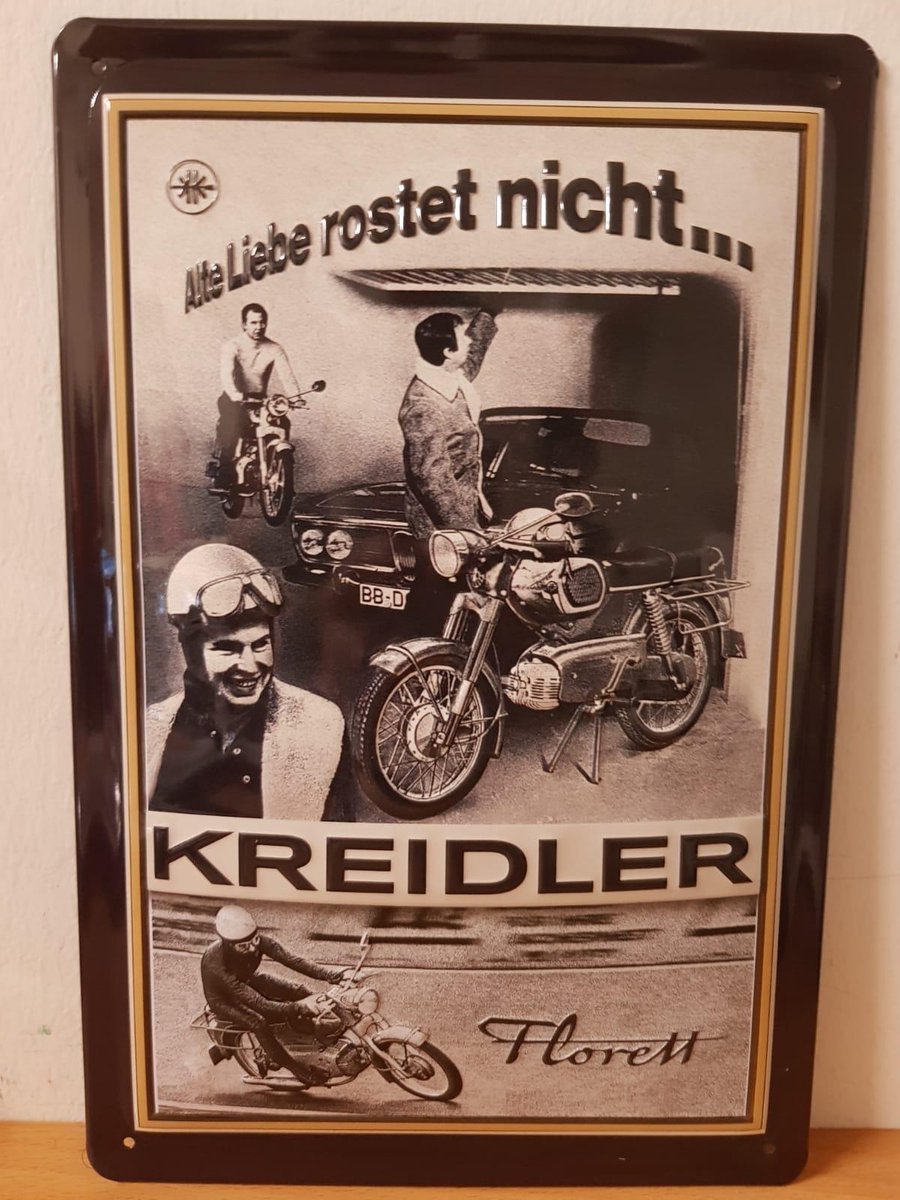 Alte Liebe rostet nicht...
BB-D
KREIDLER
Florett